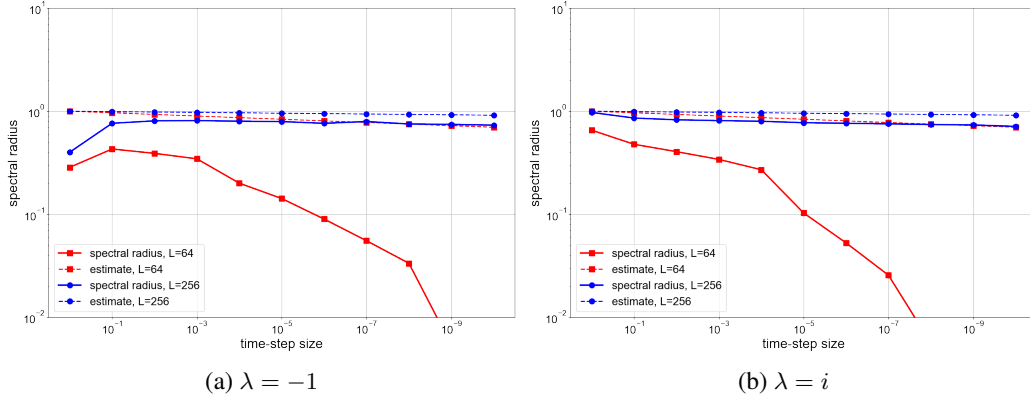 10^1
10^0
10^-1
10^-2
spectral radius
spectral radius, L=64
estimate, L=64
spectral radius, L=256
estimate, L=256
10^-1 10^-3 10^-5 10^-7 10^-9
time-step size
(a) λ = −1
10^1
10^0
10^-1
10^-2
spectral radius
spectral radius, L=64
estimate, L=64
spectral radius, L=256
estimate, L=256
10^-1 10^-3 10^-5 10^-7 10^-9
time-step size
(b) λ = i